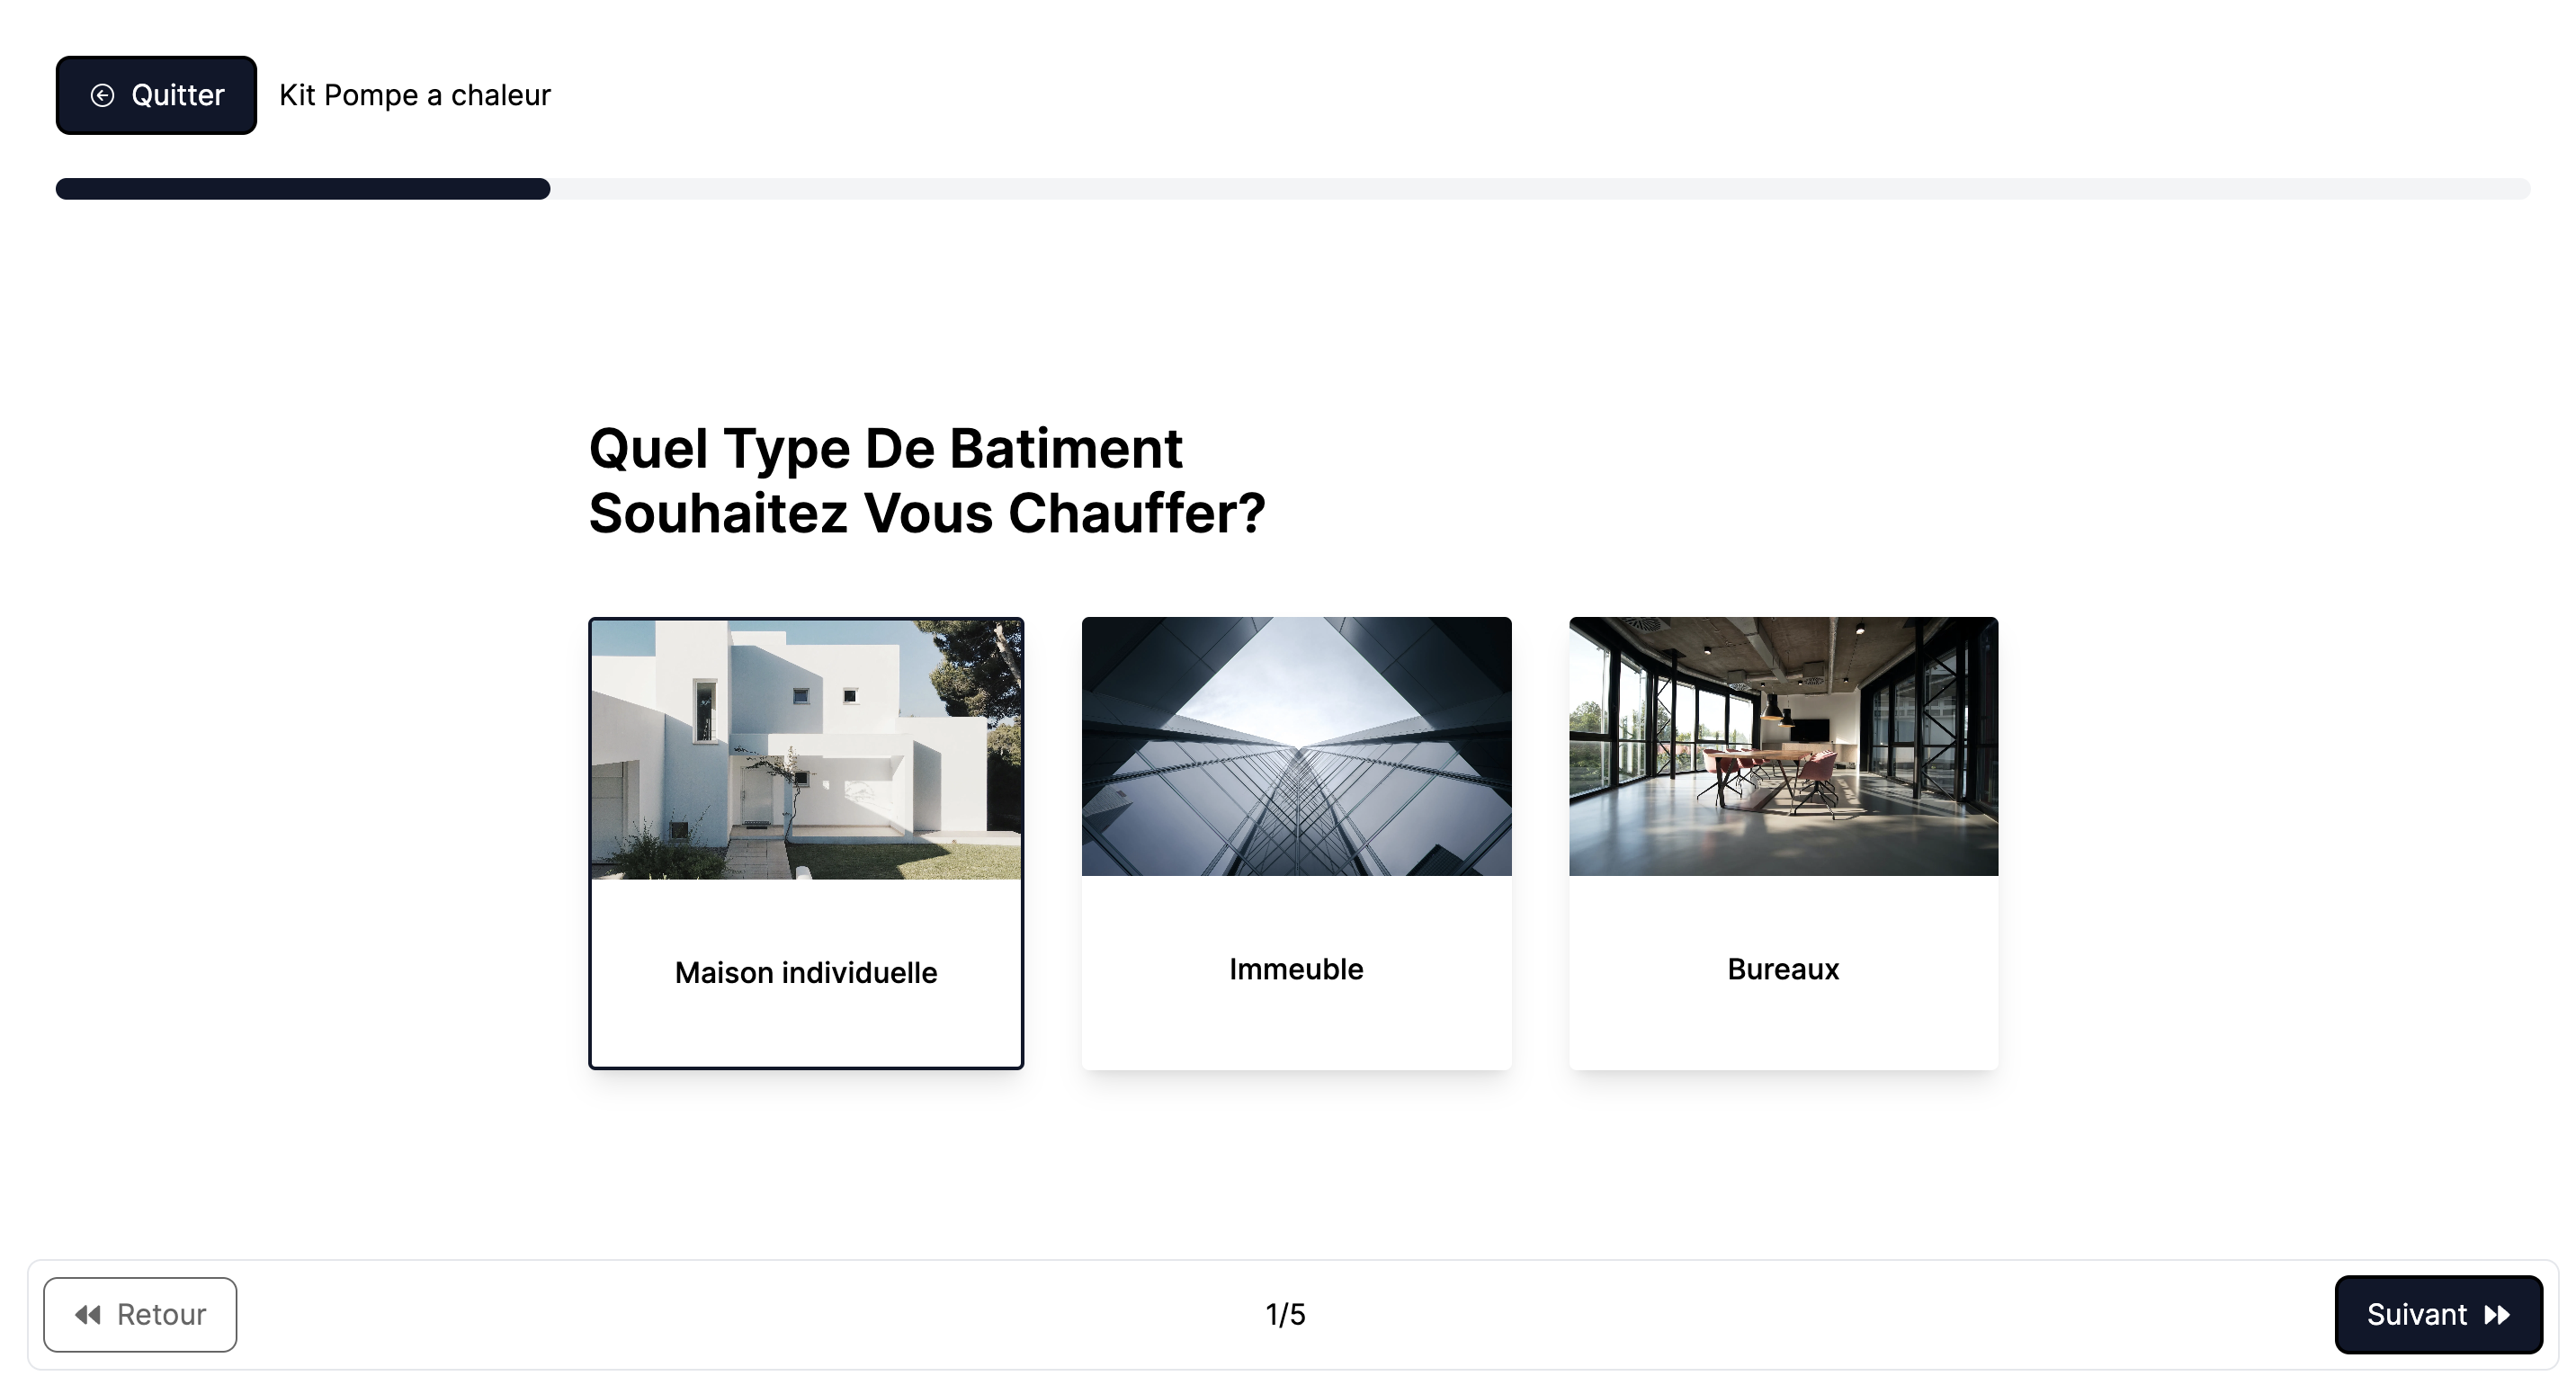 Quitter
Kit Pompe a chaleur
Quel Type De Batiment
Souhaitez Vous Chauffer?
Maison individuelle
Immeuble
Bureaux
Retour
1/5
Suivant